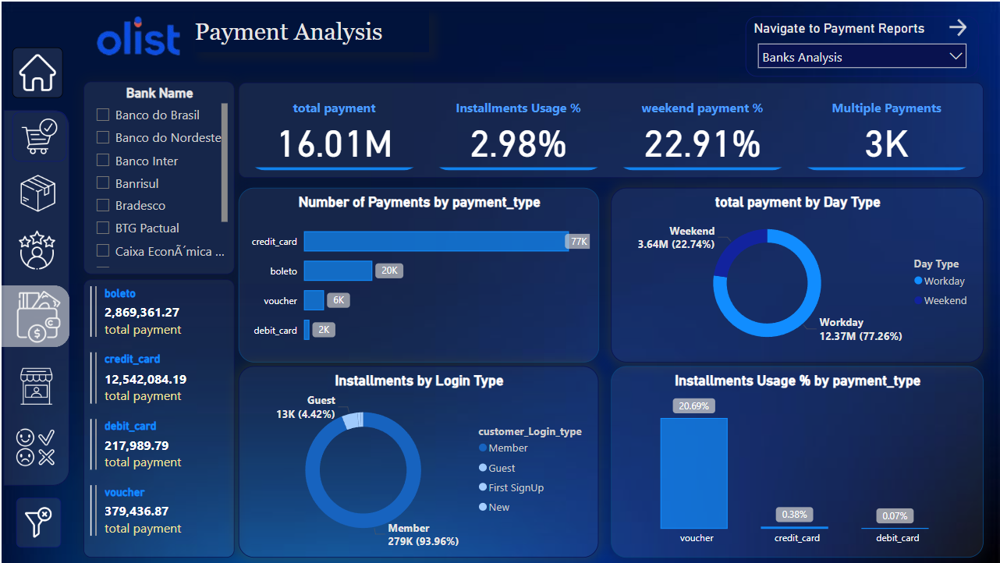 olist
Payment Analysis
Navigate to Payment Reports
Banks Analysis
Bank Name
Banco do Brasil
Banco do Nordeste
Banco Inter
Banrisul
Bradesco
BTG Pactual
Caixa EconÃ´mica ...
total payment
16.01M
Installments Usage %
2.98%
weekend payment %
22.91%
Multiple Payments
3K
boleto
2,869,361.27
total payment
credit_card
12,542,084.19
total payment
debit_card
217,989.79
total payment
voucher
379,436.87
total payment
Number of Payments by payment_type
credit_card
77K
boleto
20K
voucher
6K
debit_card
2K
total payment by Day Type
Weekend
3.64M (22.74%)
Workday
12.37M (77.26%)
Day Type
Workday
Weekend
Installments by Login Type
Guest
13K (4.42%)
Member
279K (93.96%)
customer_Login_type
Member
Guest
First SignUp
New
Installments Usage % by payment_type
20.69%
0.38%
0.07%
voucher
credit_card
debit_card